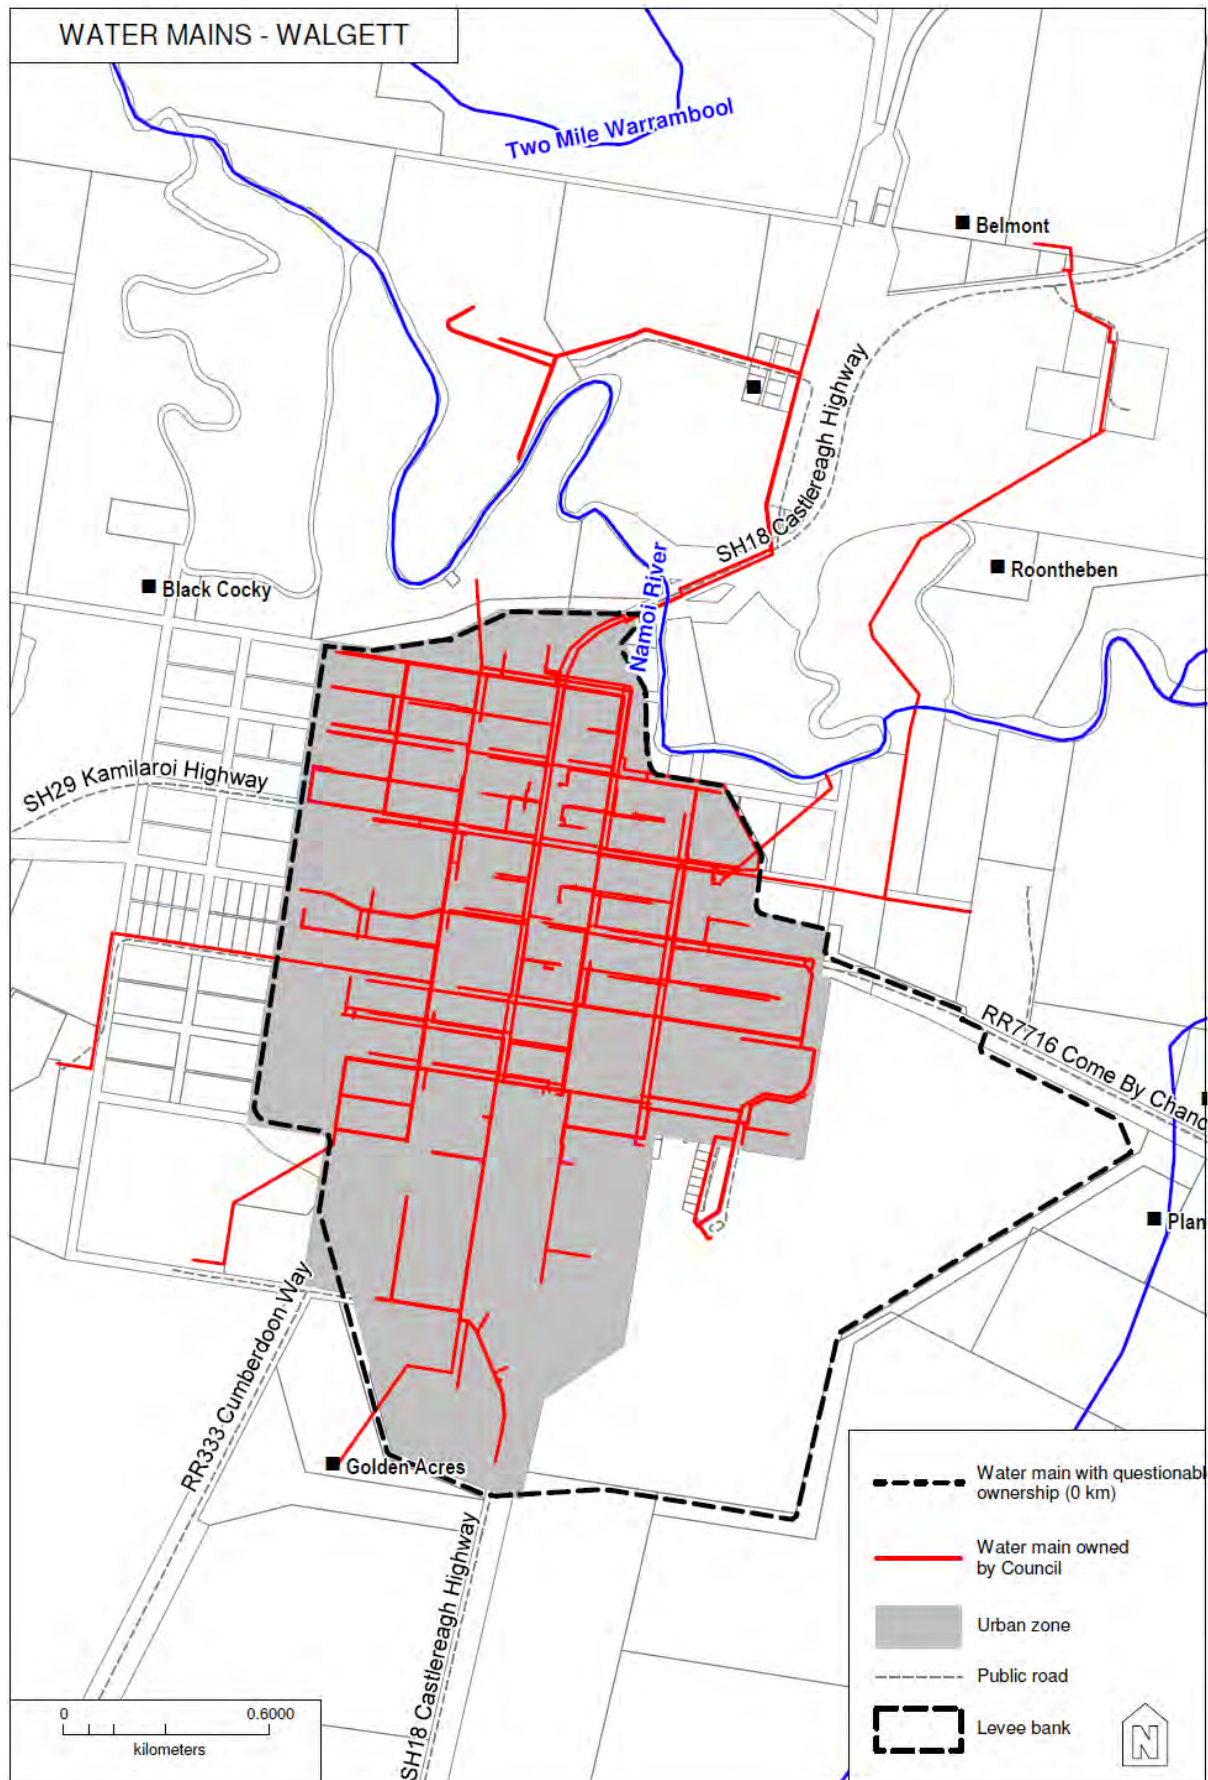 WATER MAINS - WALGETT
Two Mile Warrambool
Belmont
SH18 Castlereagh Highway
Namoi River
Roontheben
Black Cocky
SH29 Kamilaroi Highway
RR7716 Come By Chanc
Plan
RR333 Cumberdoon Way
Golden Acres
SH18 Castlereagh Highway
Water main with questionabl
ownership (0 km)
Water main owned
by Council
Urban zone
Public road
Levee bank
N
0 0.6000
kilometers